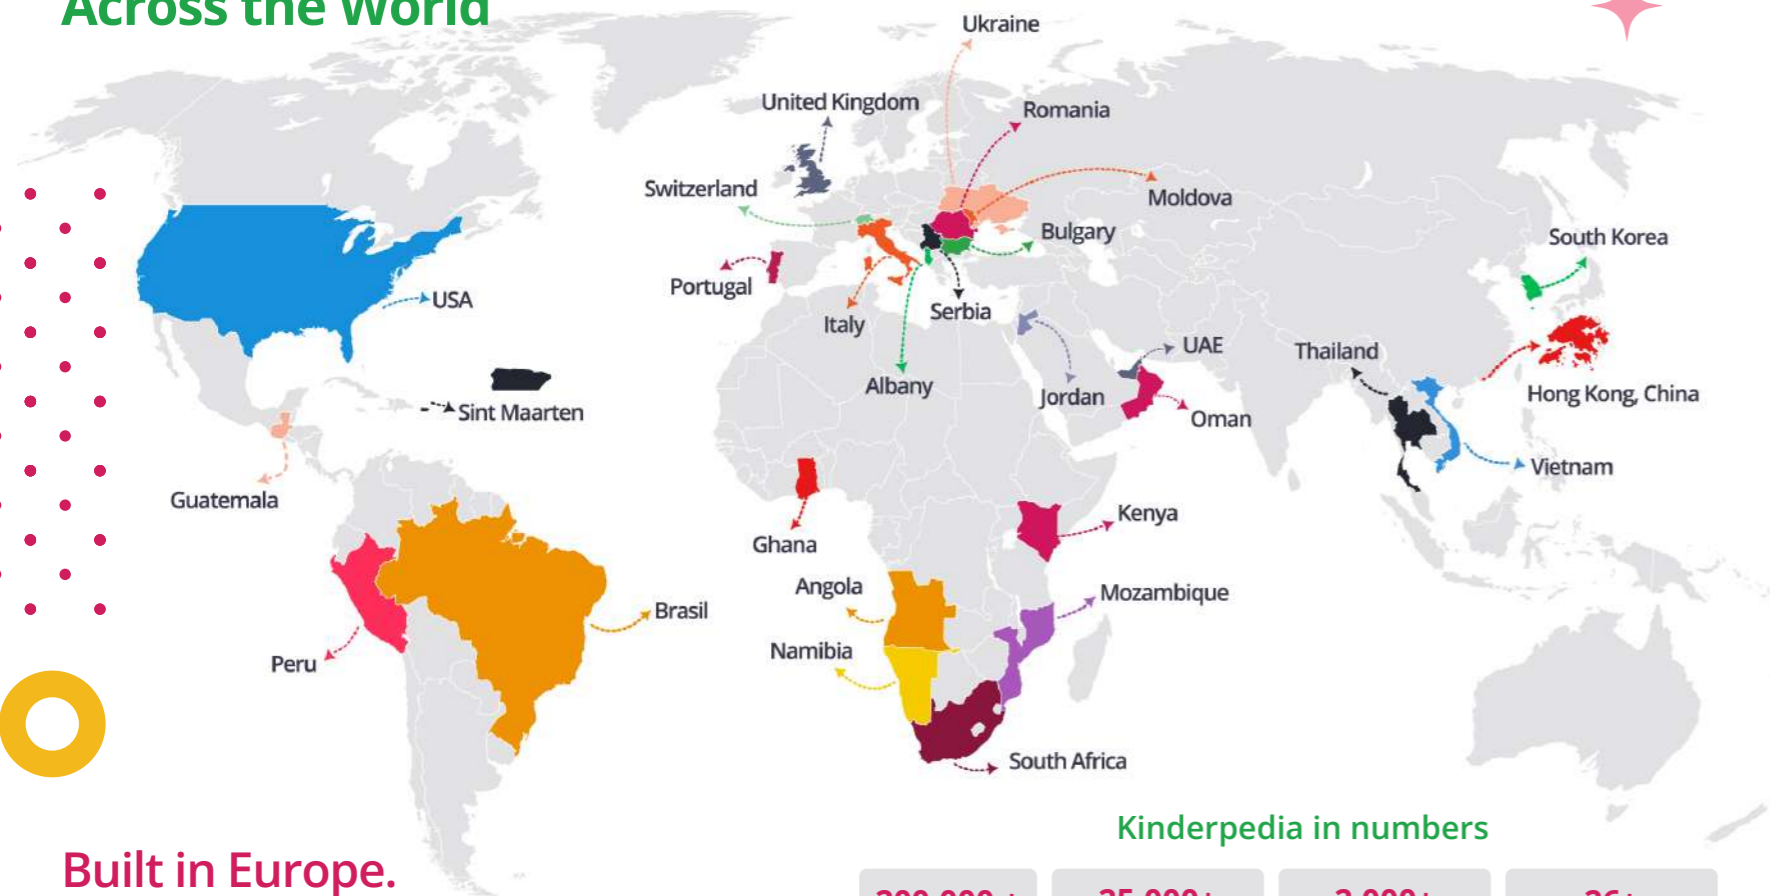 Across the World
Ukraine
United Kingdom
Romania
Switzerland
Moldova
Bulgary
South Korea
Portugal
USA
Italy
Serbia
UAE
Thailand
Albany
Jordan
Hong Kong, China
Sint Maarten
Oman
Vietnam
Guatemala
Kenya
Ghana
Angola
Mozambique
Brasil
Namibia
Peru
South Africa
Kinderpedia in numbers
Built in Europe.